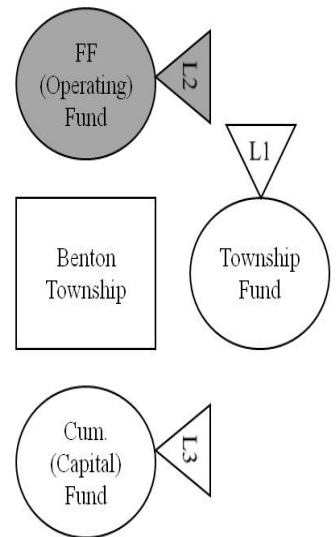 FF
(Operating)
Fund
L2
L1
Benton
Township
Township
Fund
Cum.
(Capital)
Fund
L3